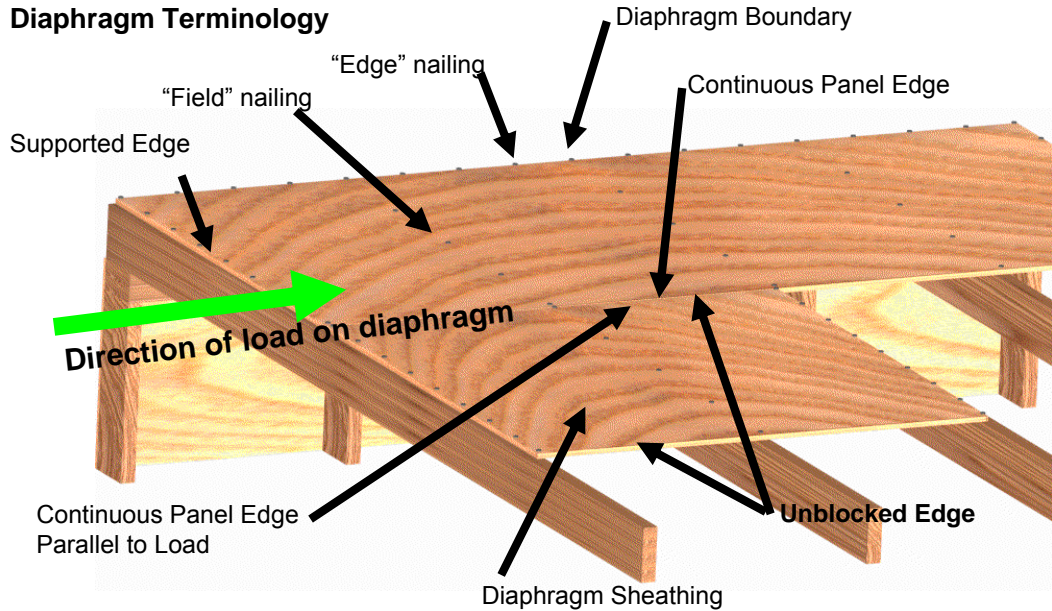 Diaphragm Terminology
Diaphragm Boundary
“Edge” nailing
Continuous Panel Edge
“Field” nailing
Supported Edge
Direction of load on diaphragm
Continuous Panel Edge
Parallel to Load
Unblocked Edge
Diaphragm Sheathing